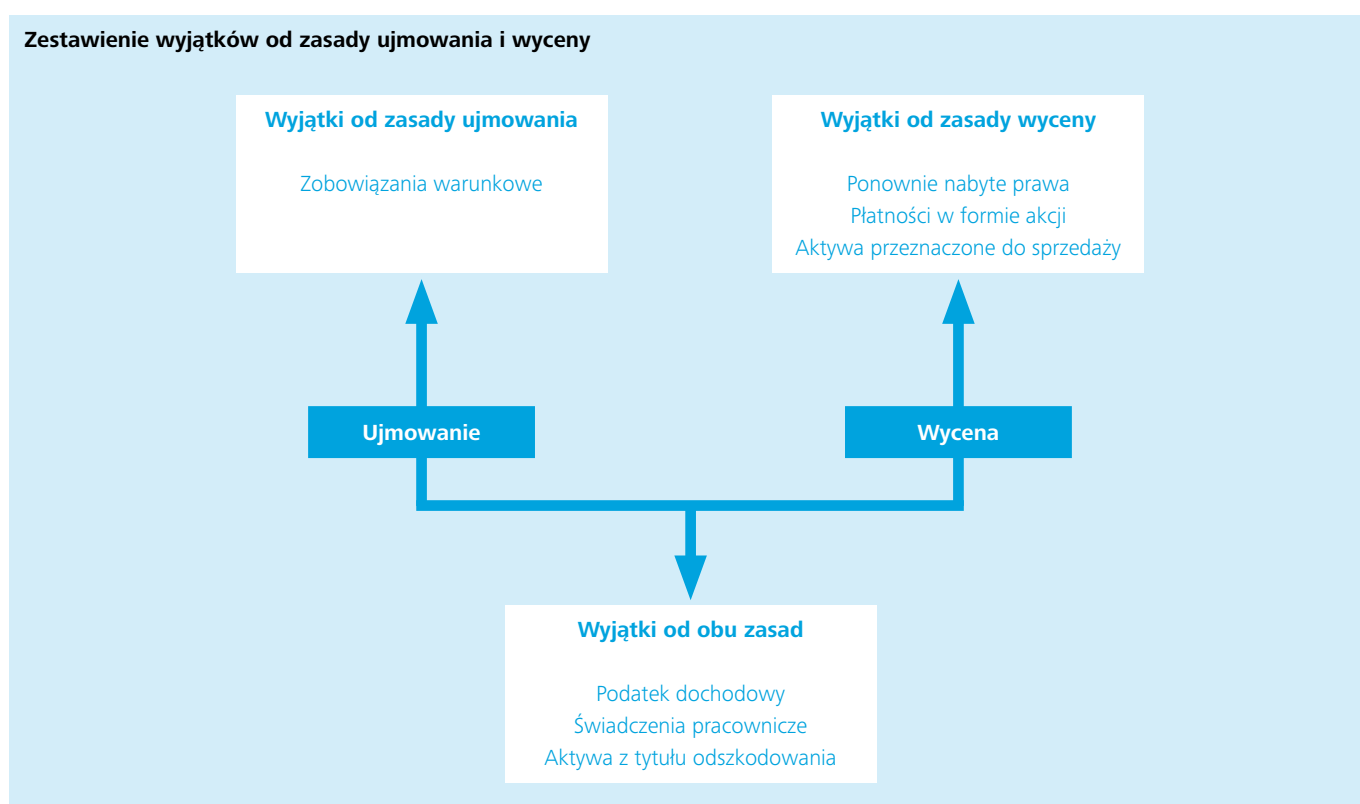 Zestawienie wyjątków od zasady ujmowania i wyceny
Wyjątki od zasady ujmowania
Zobowiązania warunkowe
Wyjątki od zasady wyceny
Ponownie nabyte prawa
Płatności w formie akcji
Aktywa przeznaczone do sprzedaży
Ujmowanie
Wycena
Wyjątki od obu zasad
Podatek dochodowy
Świadczenia pracownicze
Aktywa z tytułu odszkodowania